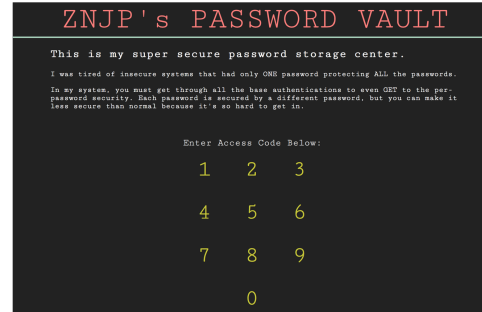 ZNJP's PASSWORD VAULT
This is my super secure password storage center.
I was tired of insecure systems that had only ONE password protecting ALL the passwords.
In my system, you must get through all the base authentications to even GET to the per-
password security. Each password is secured by a different password, but you can make it
less secure than normal because it's so hard to get in.
Enter Access Code Below:
1 2 3
4 5 6
7 8 9
0